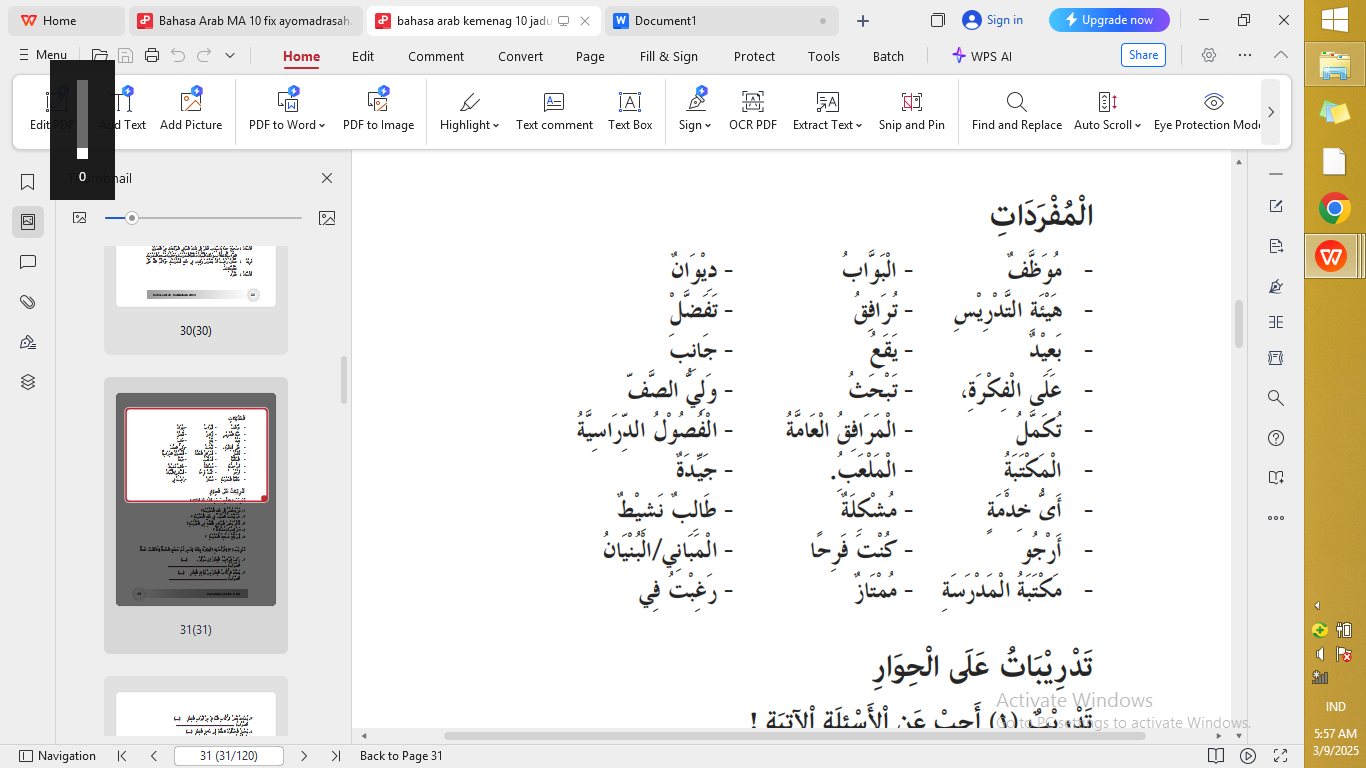 Home
Bahasa Arab MA 10 fix ayomadrasah.
bahasa arab kemenag 10 jadu
Document1
Sign in
Upgrade now
Menu
Home Edit Comment Convert Page Fill & Sign Protect Tools Batch WPS AI
Share
Edit PDF Add Text Add Picture PDF to Word PDF to Image Highlight Text comment Text Box Sign OCR PDF Extract Text Snip and Pin Find and Replace Auto Scroll Eye Protection Mode
0
30(30)
31(31)
الْمُفْرَدَاتِ
- مُوَظَّفٌ - الْبَوَّابُ - دِيْوَانٌ
- هَيْئَةِ التَّدْرِيْسِ - تُرَافِقُ - تَفَضَّلْ
- بَعِيْدٌ - يَقَعُ - جَانِبَ
- عَلَى الْفِكْرَةِ، - تَبْحَثُ - وَلِيُّ الصَّفّ
- تُكَمَّلُ - الْمَرَافِقُ الْعَامَّةُ - الْفُصُوْلُ الدِّرَاسِيَّةُ
- الْمَكْتَبَةُ - الْمَلْعَبُ. - جَيِّدَةٌ
- أَىُّ خِدْمَةٍ - مُشْكِلَةٌ - طَالِبٌ نَشِيْطٌ
- أَرْجُو - كُنْتَ فَرِحًا - الْمَبَانِي/الْبُنْيَانُ
- مَكْتَبَةُ الْمَدْرَسَةِ - مُمْتَازٌ - رَغِبْتُ فِي
تَدْرِيْبَاتُ عَلَى الْحِوَارِ
تَدْرِيْبٌ (١) أَجِبْ عَنِ الْأَسْئِلَةِ الْآتِيَةِ !
Activate Windows
Go to PC settings to activate Windows.
Navigation
31 (31/120)
Back to Page 31
IND
5:57 AM
3/9/2025